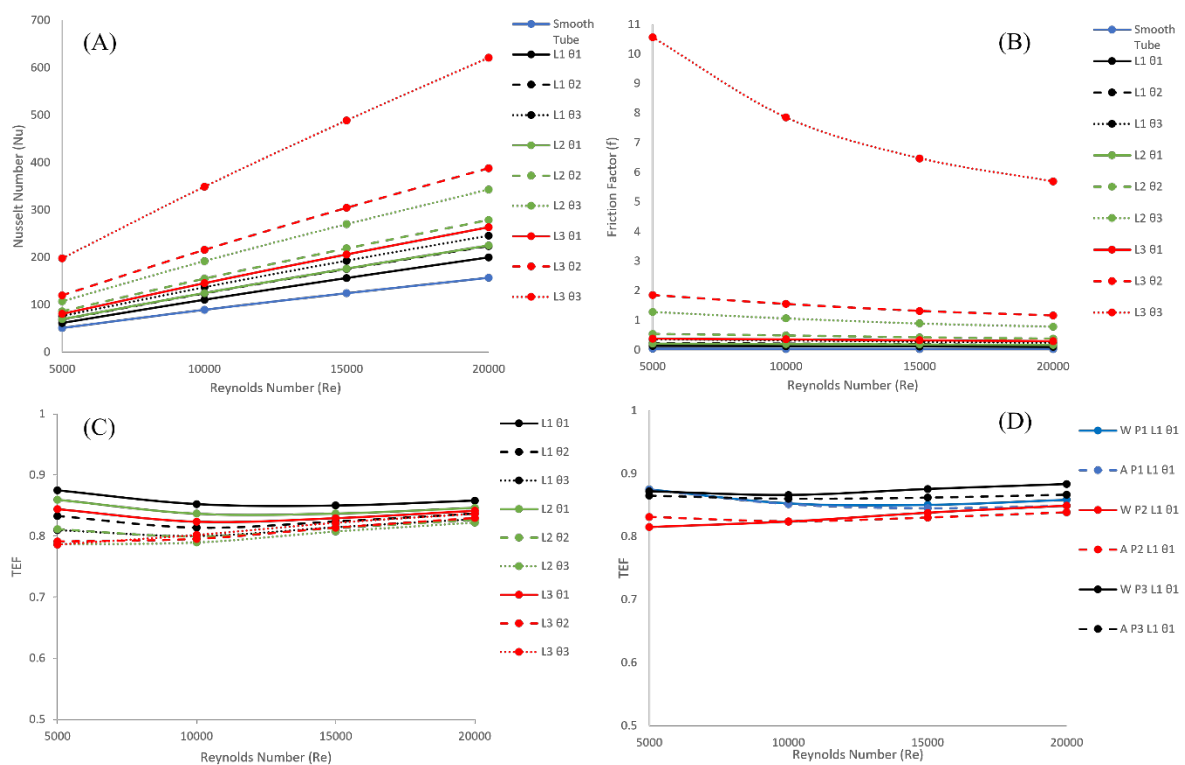 (A)
Nusselt Number (Nu)
700
600
500
400
300
200
100
0
5000
10000
15000
20000
Reynolds Number (Re)
Smooth
Tube
L1 θ1
L1 θ2
L1 θ3
L2 θ1
L2 θ2
L2 θ3
L3 θ1
L3 θ2
L3 θ3
(B)
Friction Factor (f)
11
10
9
8
7
6
5
4
3
2
1
0
5000
10000
15000
20000
Reynolds Number (Re)
Smooth
Tube
L1 θ1
L1 θ2
L1 θ3
L2 θ1
L2 θ2
L2 θ3
L3 θ1
L3 θ2
L3 θ3
(C)
TEF
1
0.9
0.8
0.7
0.6
0.5
5000
10000
15000
20000
Reynolds Number (Re)
L1 θ1
L1 θ2
L1 θ3
L2 θ1
L2 θ2
L2 θ3
L3 θ1
L3 θ2
L3 θ3
(D)
TEF
1
0.9
0.8
0.7
0.6
0.5
5000
10000
15000
20000
Reynolds Number (Re)
W P1 L1 θ1
A P1 L1 θ1
W P2 L1 θ1
A P2 L1 θ1
W P3 L1 θ1
A P3 L1 θ1